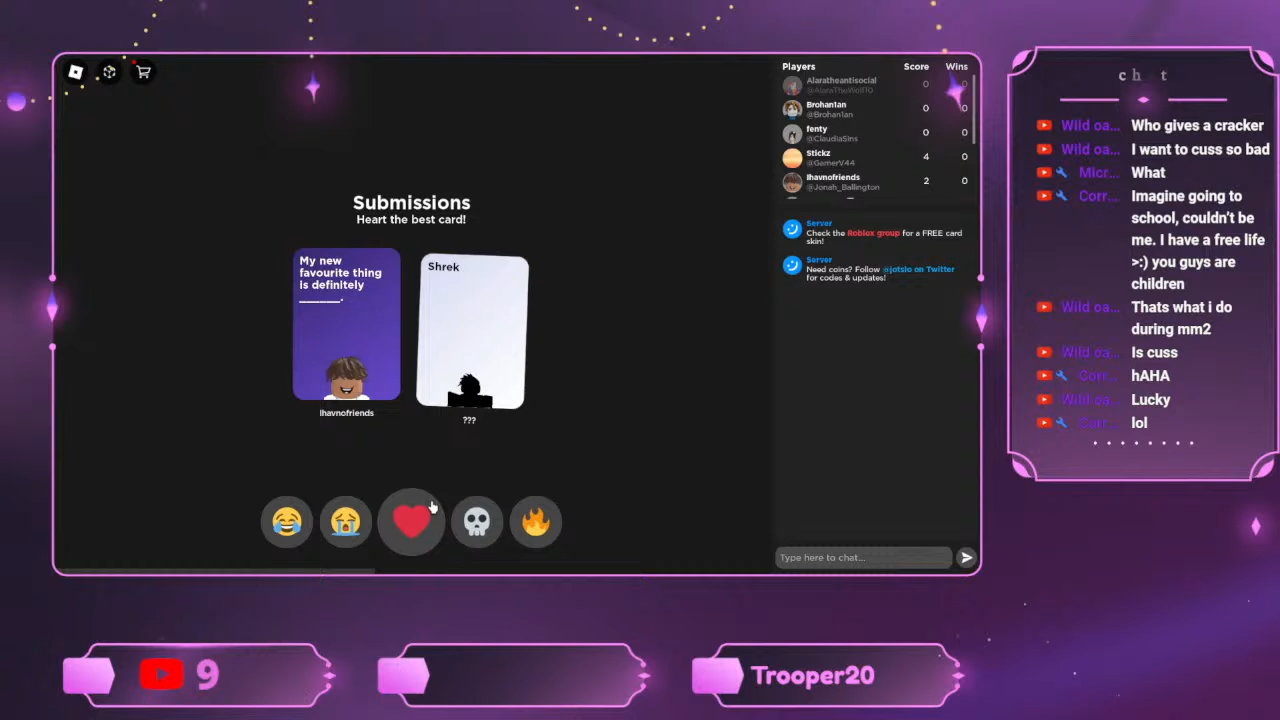 Players Score Wins
Alaratheantisocial 0 0
@AlaraTheWolf10
Brohan1an 0 0
@Brohan1an
fenty 0 0
@ClaudiaSIns
Stickz 4 0
@GamerV44
Ihavnofriends 2 0
@Jonah_Ballington
Submissions
Heart the best card!
My new
favourite thing
is definitely
______.
Ihavnofriends
Shrek
???
Server
Check the Roblox group for a FREE card
skin!
Server
Need coins? Follow @jotslo on Twitter
for codes & updates!
Type here to chat...
c h t
Wild oa... Who gives a cracker
Wild oa... I want to cuss so bad
Micr... What
Corr... Imagine going to
school, couldn't be
me. I have a free life
>:) you guys are
children
Wild oa... Thats what i do
during mm2
Wild oa... Is cuss
Corr... hAHA
Wild oa... Lucky
Corr... lol
9
Trooper20